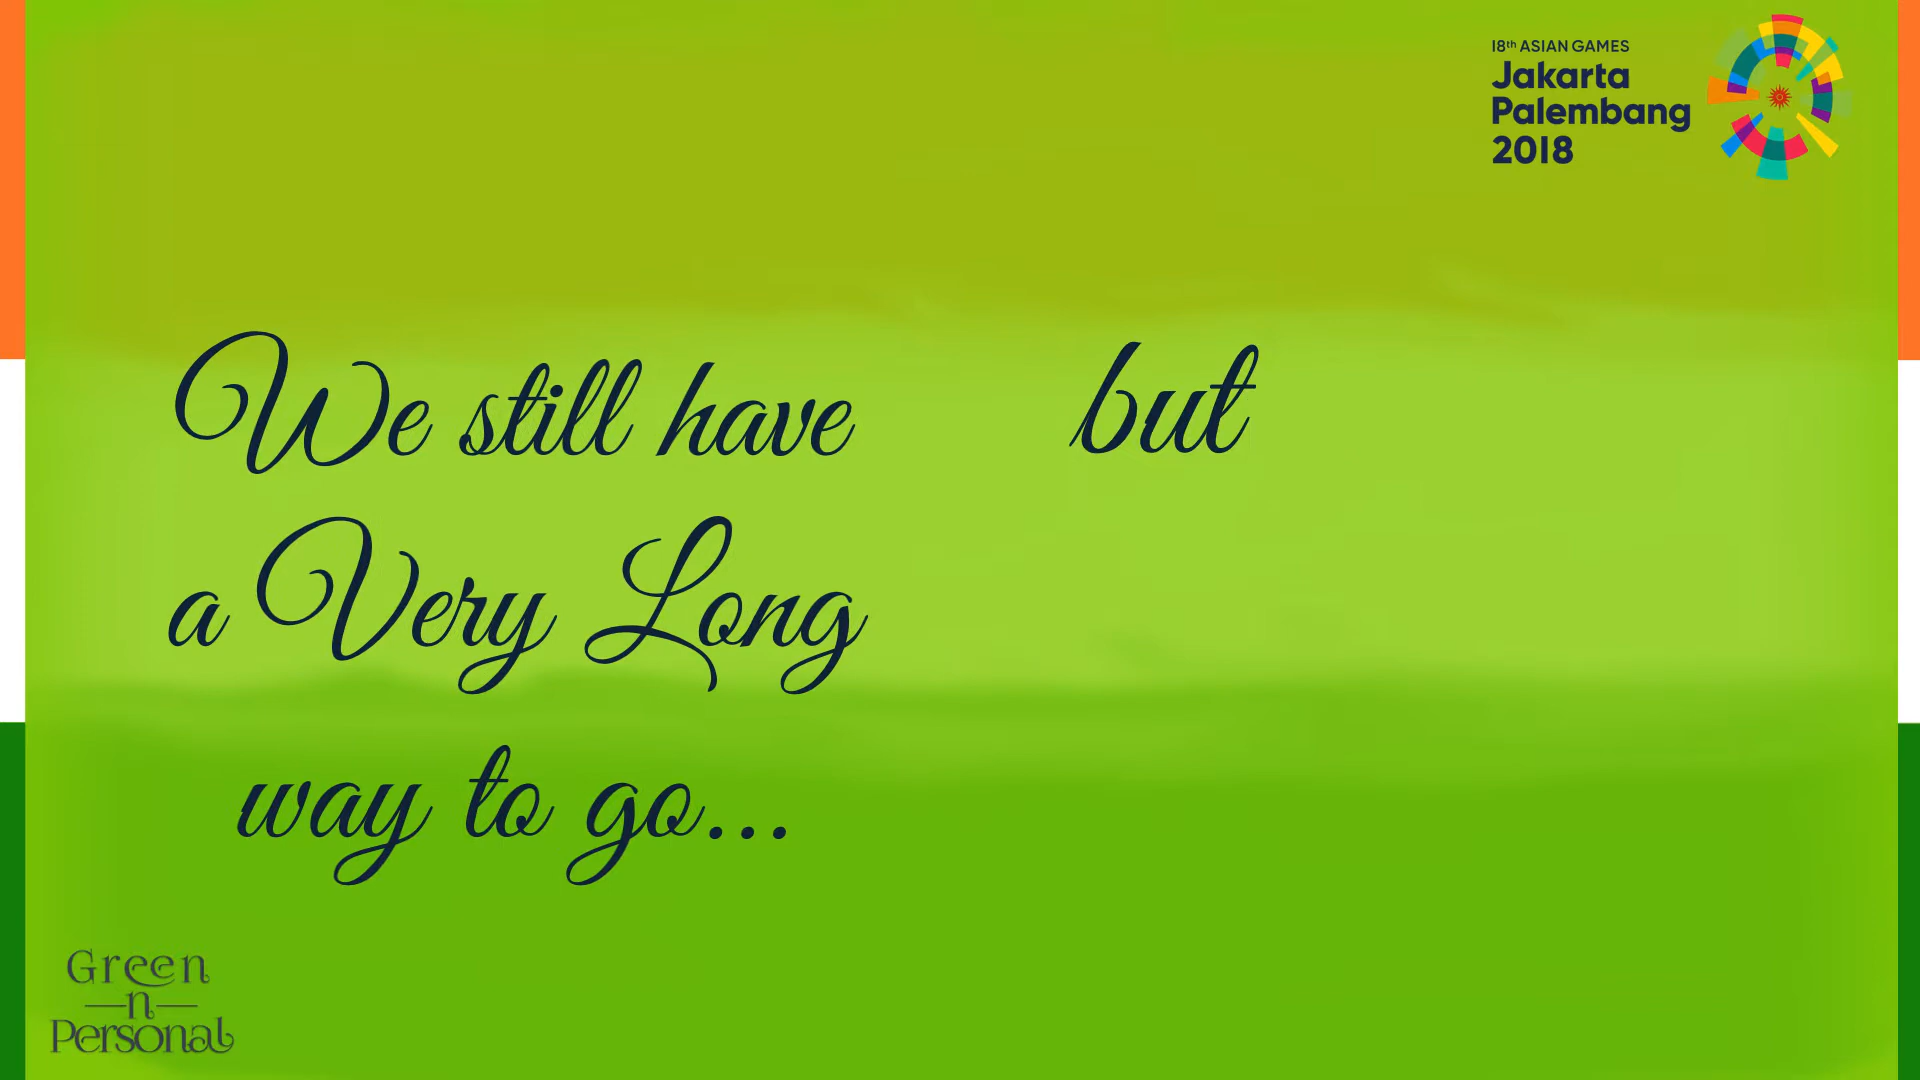 18th ASIAN GAMES
Jakarta
Palembang
2018
We still have
a Very Long
way to go...
but
Green
n
Personal